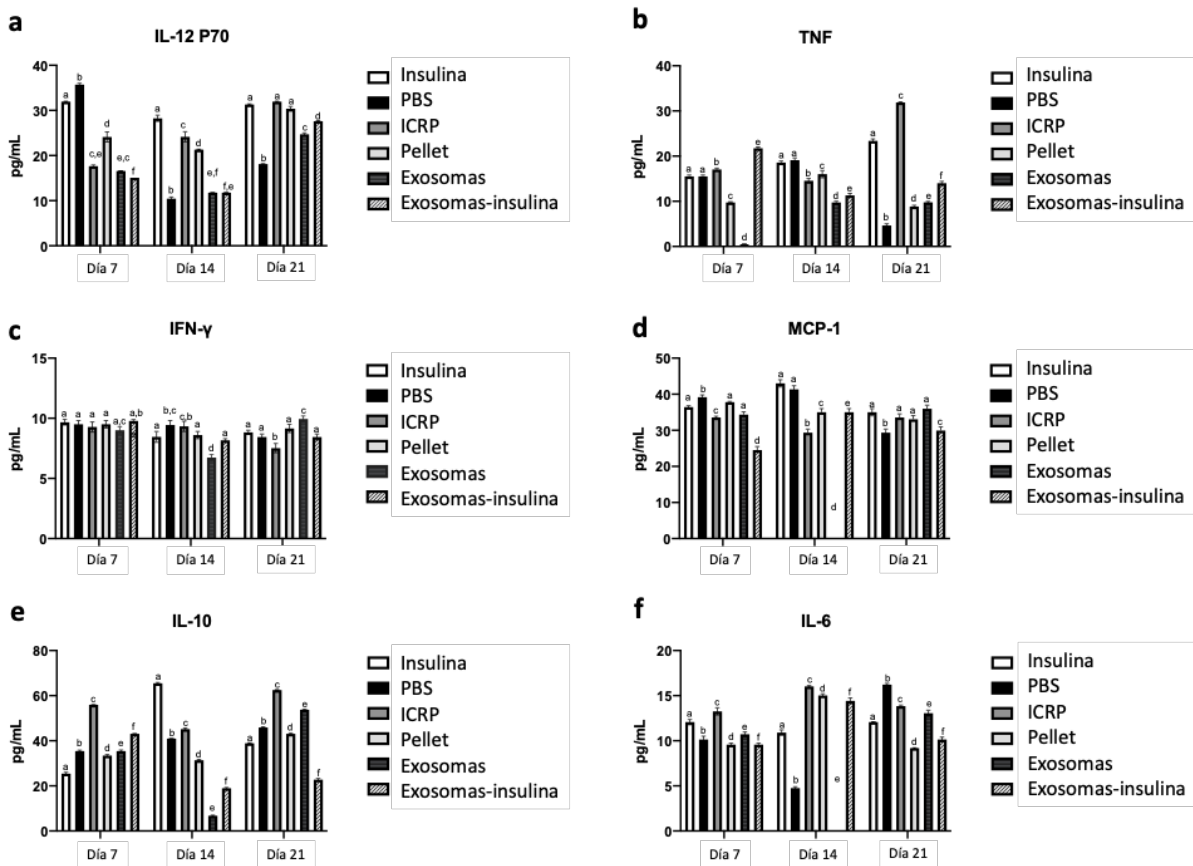 a
IL-12 P70
40
30
20
10
0
pg/mL
a b c,e d e,c f
a b c d e,f f,e
a b a a c d
Día 7 Día 14 Día 21
Insulina
PBS
ICRP
Pellet
Exosomas
Exosomas-insulina
b
TNF
40
30
20
10
0
pg/mL
a a b c d e
a a b c d e
a b c d e f
Día 7 Día 14 Día 21
Insulina
PBS
ICRP
Pellet
Exosomas
Exosomas-insulina
c
IFN-γ
15
10
5
0
pg/mL
a a a a a,c a,b
a b,c c,b a d a
a a b a c a
Día 7 Día 14 Día 21
Insulina
PBS
ICRP
Pellet
Exosomas
Exosomas-insulina
d
MCP-1
50
40
30
20
10
0
pg/mL
a b c a a d
a a b c d e
a b a a a c
Día 7 Día 14 Día 21
Insulina
PBS
ICRP
Pellet
Exosomas
Exosomas-insulina
e
IL-10
80
60
40
20
0
pg/mL
a b c d e f
a b c d e f
a b c d e f
Día 7 Día 14 Día 21
Insulina
PBS
ICRP
Pellet
Exosomas
Exosomas-insulina
f
IL-6
20
15
10
5
0
pg/mL
a b c d e f
a b c d e f
a b c d e f
Día 7 Día 14 Día 21
Insulina
PBS
ICRP
Pellet
Exosomas
Exosomas-insulina